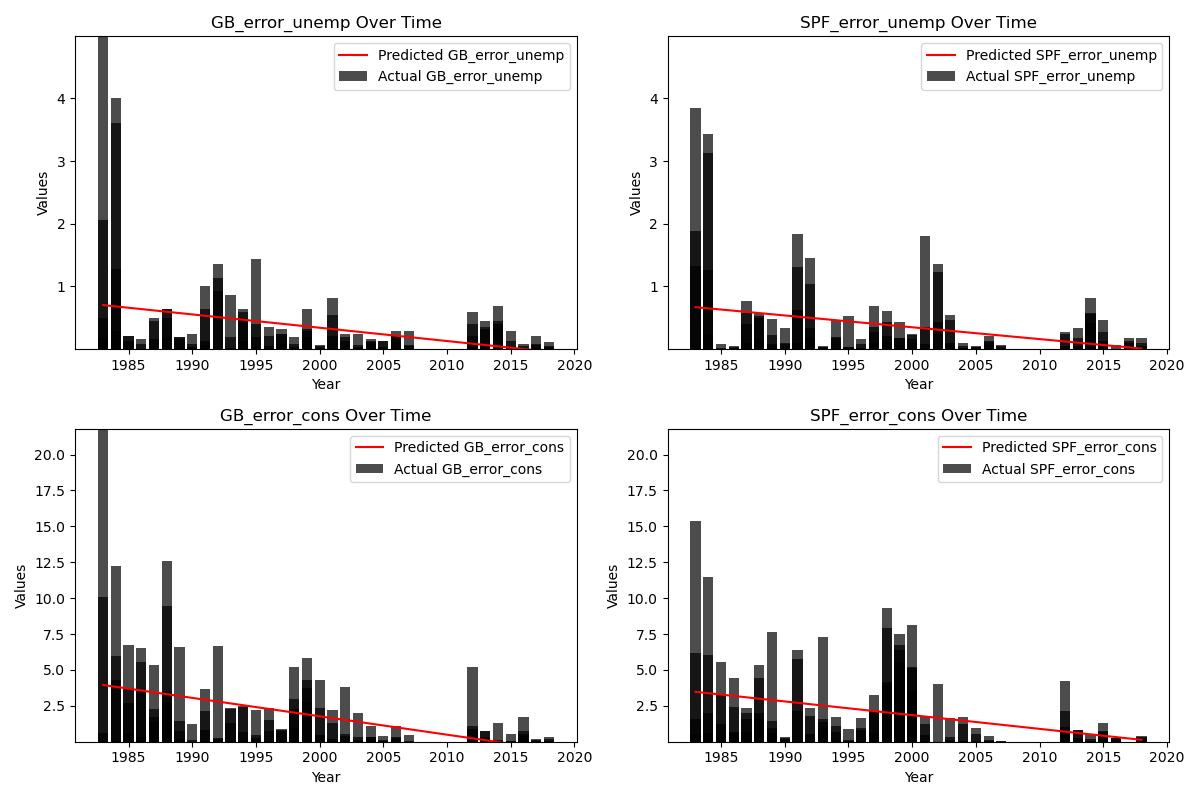 GB_error_unemp Over Time
Predicted GB_error_unemp
Actual GB_error_unemp
Values
4
3
2
1
1985 1990 1995 2000 2005 2010 2015 2020
Year
SPF_error_unemp Over Time
Predicted SPF_error_unemp
Actual SPF_error_unemp
Values
4
3
2
1
1985 1990 1995 2000 2005 2010 2015 2020
Year
GB_error_cons Over Time
Predicted GB_error_cons
Actual GB_error_cons
Values
20.0
17.5
15.0
12.5
10.0
7.5
5.0
2.5
1985 1990 1995 2000 2005 2010 2015 2020
Year
SPF_error_cons Over Time
Predicted SPF_error_cons
Actual SPF_error_cons
Values
20.0
17.5
15.0
12.5
10.0
7.5
5.0
2.5
1985 1990 1995 2000 2005 2010 2015 2020
Year